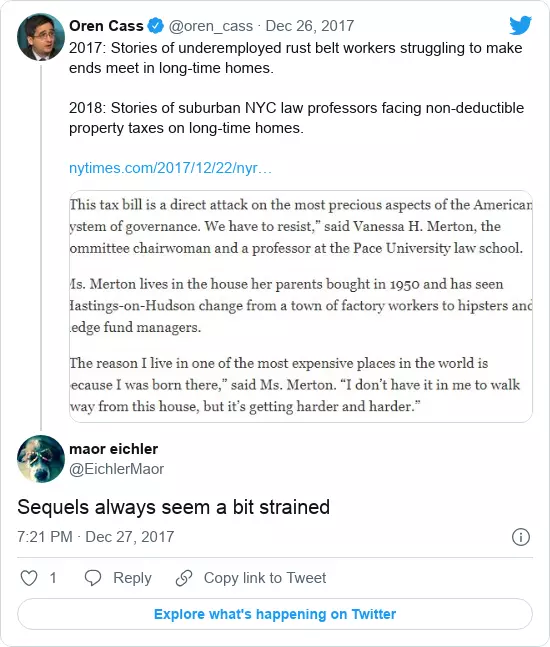 Oren Cass @oren_cass · Dec 26, 2017
2017: Stories of underemployed rust belt workers struggling to make
ends meet in long-time homes.
2018: Stories of suburban NYC law professors facing non-deductible
property taxes on long-time homes.
nytimes.com/2017/12/22/nyr…
This tax bill is a direct attack on the most precious aspects of the American
ystem of governance. We have to resist,” said Vanessa H. Merton, the
ommittee chairwoman and a professor at the Pace University law school.
Ms. Merton lives in the house her parents bought in 1950 and has seen
Hastings-on-Hudson change from a town of factory workers to hipsters and
edge fund managers.
The reason I live in one of the most expensive places in the world is
ecause I was born there,” said Ms. Merton. “I don’t have it in me to walk
way from this house, but it’s getting harder and harder.”
maor eichler
@EichlerMaor
Sequels always seem a bit strained
7:21 PM · Dec 27, 2017
1 Reply Copy link to Tweet
Explore what's happening on Twitter